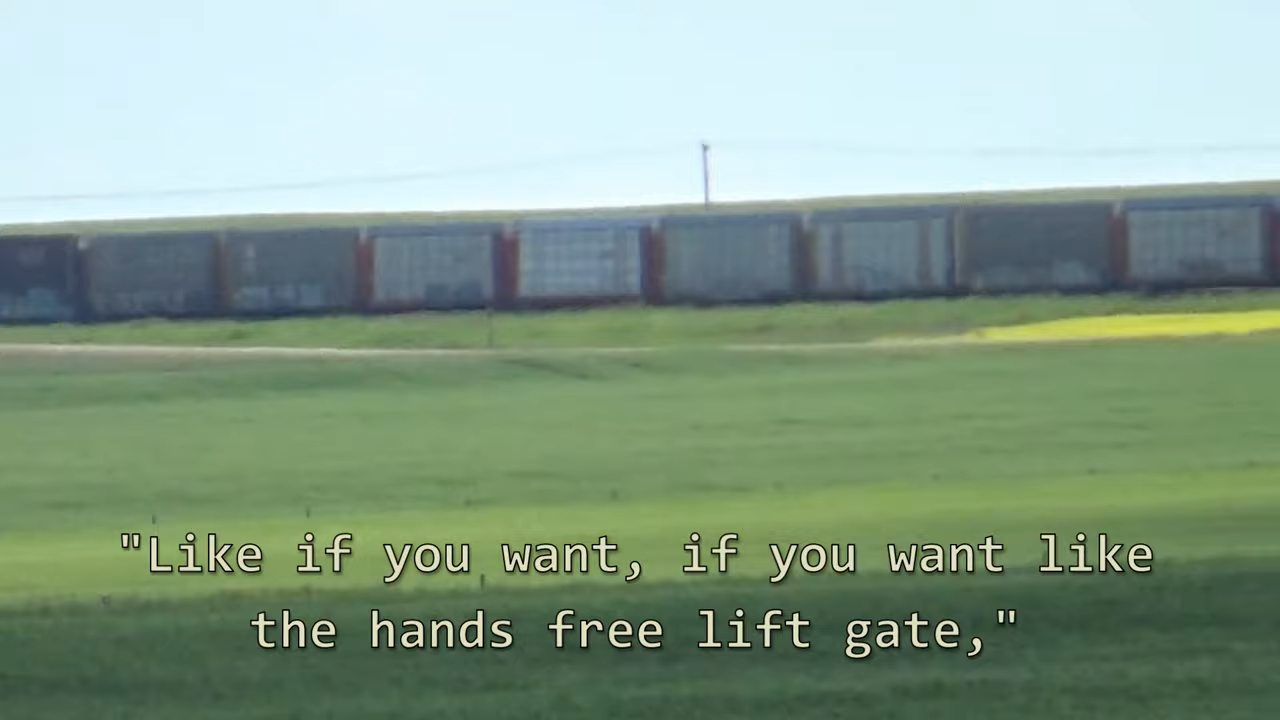 "Like if you want, if you want like
the hands free lift gate,"